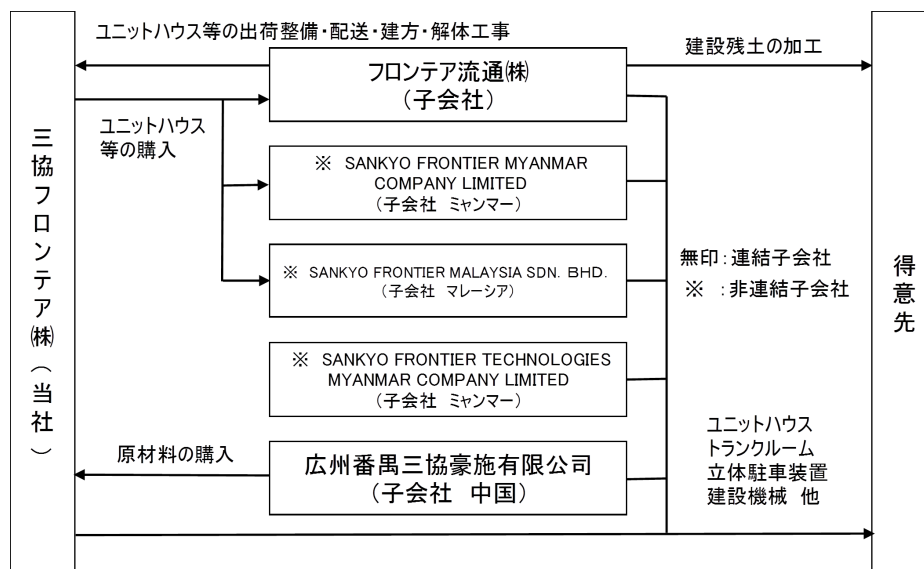 ユニットハウス等の出荷整備・配送・建方・解体工事
建設残土の加工
フロンテア流通㈱
（子会社）
ユニットハウス
等の購入
三協フロンテア㈱（当社）
※ SANKYO FRONTIER MYANMAR
COMPANY LIMITED
（子会社 ミャンマー）
※ SANKYO FRONTIER MALAYSIA SDN. BHD.
（子会社 マレーシア）
無印：連結子会社
※ ：非連結子会社
得意先
※ SANKYO FRONTIER TECHNOLOGIES
MYANMAR COMPANY LIMITED
（子会社 ミャンマー）
原材料の購入
広州番禺三協豪施有限公司
（子会社 中国）
ユニットハウス
トランクルーム
立体駐車装置
建設機械 他